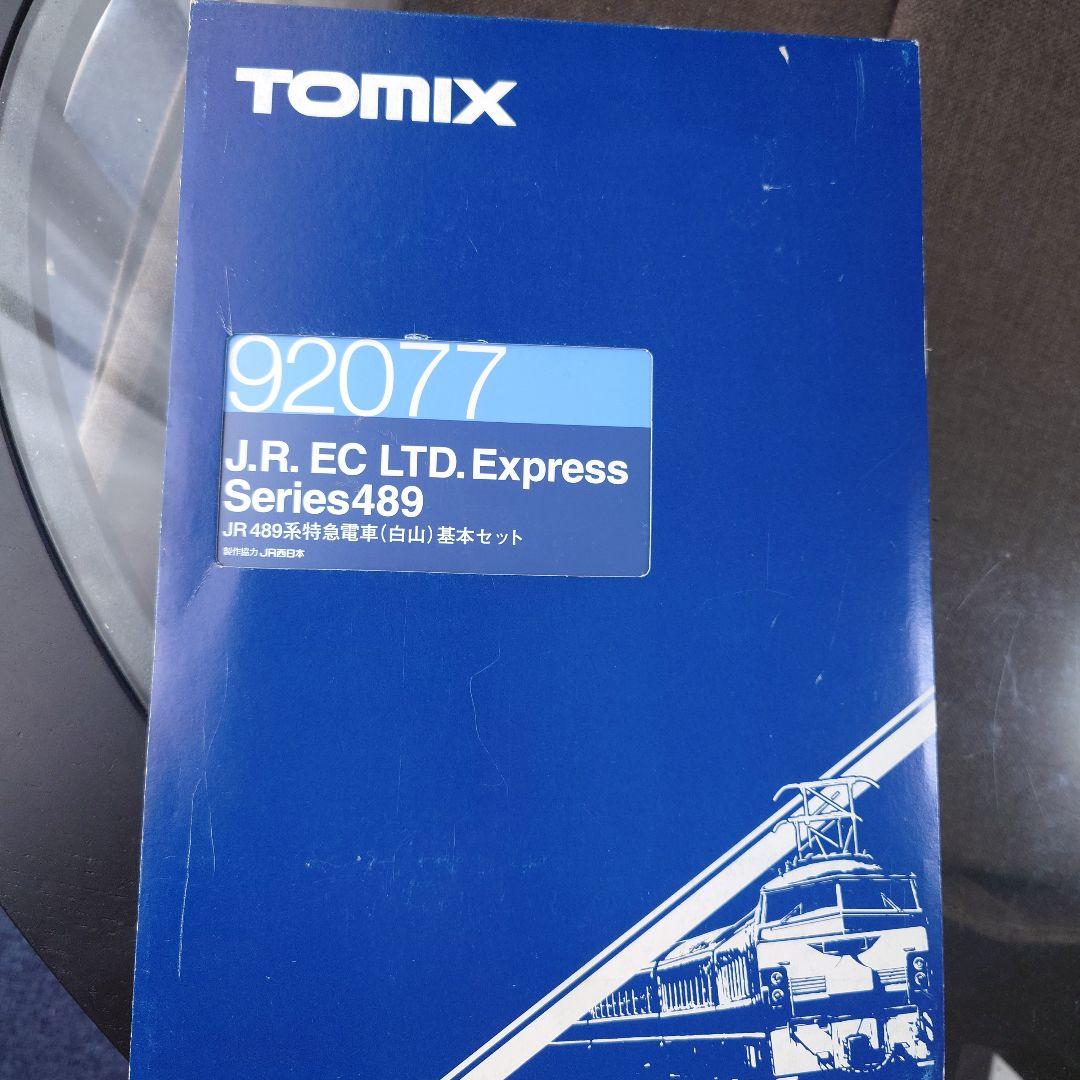 TOMIX
92077
J.R. EC LTD. Express
Series489
JR 489系特急電車(白山)基本セット
製作協力 JR西日本